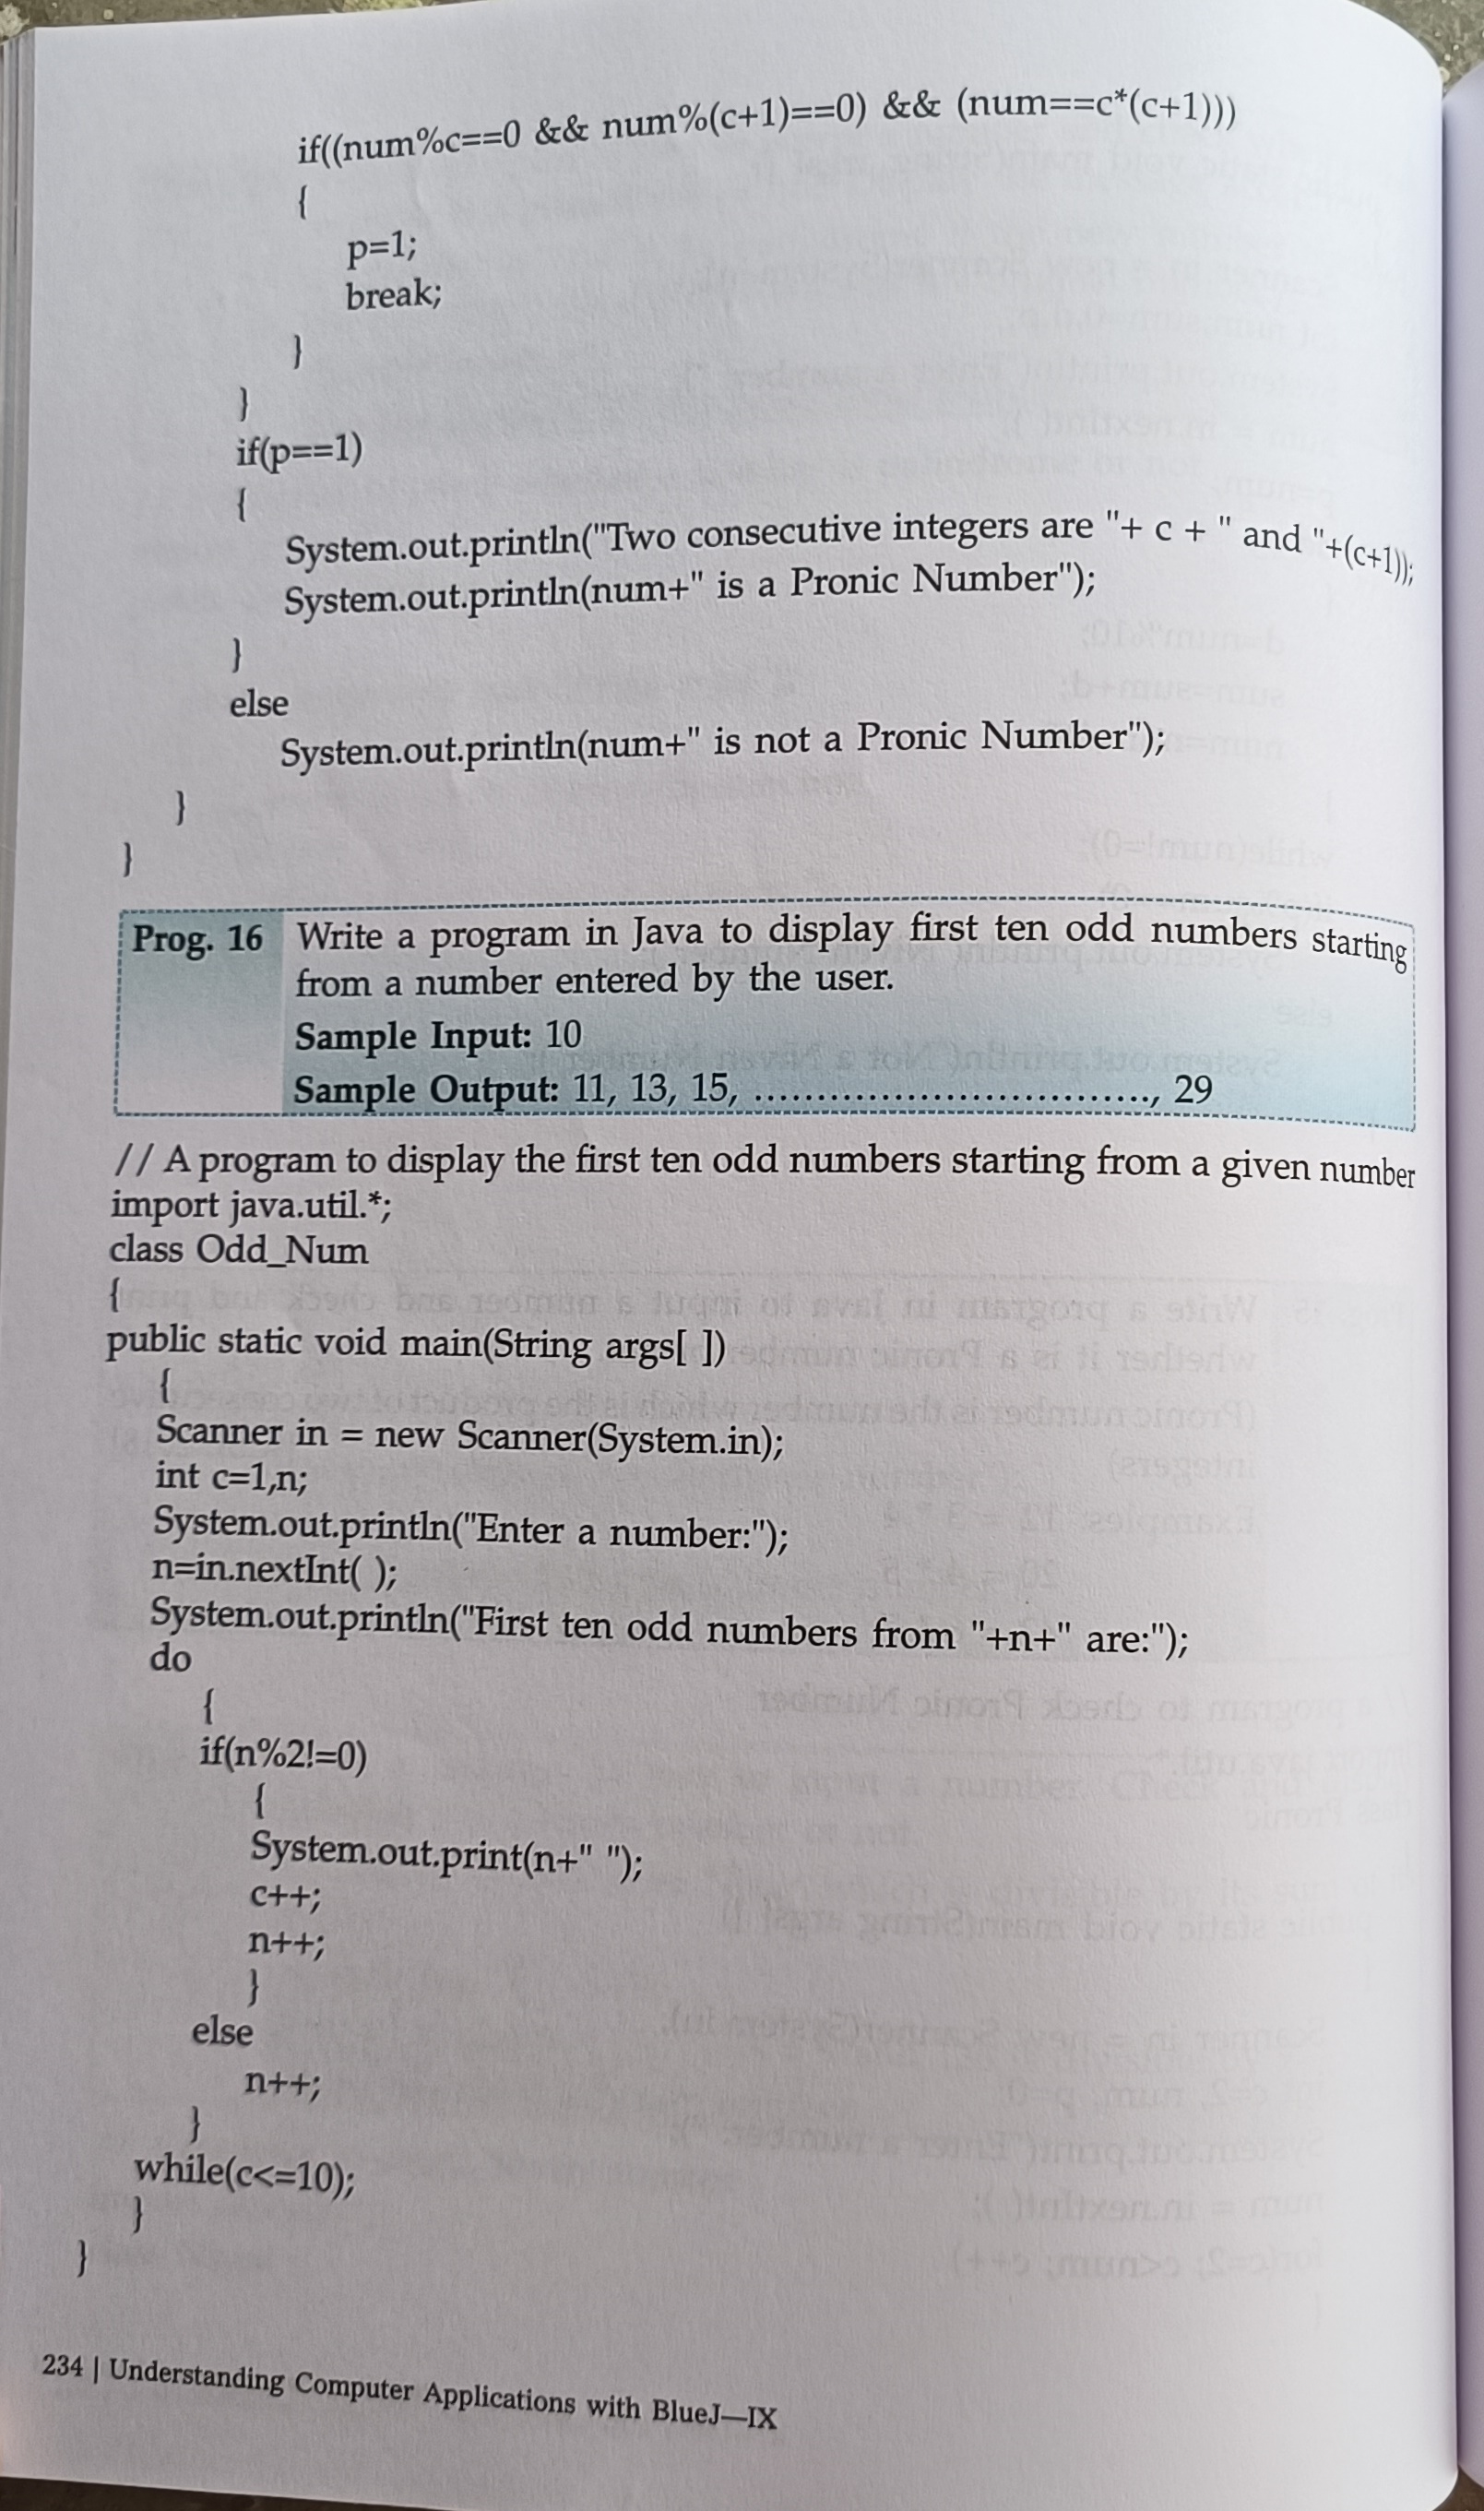 if((num%c==0 && num%(c+1)==0) && (num==c*(c+1)))
{
p=1;
break;
}
}
if(p==1)
{
System.out.println("Two consecutive integers are "+ c + " and "+(c+1));
System.out.println(num+" is a Pronic Number");
}
else
System.out.println(num+" is not a Pronic Number");
}
}
Prog. 16 Write a program in Java to display first ten odd numbers starting
from a number entered by the user.
Sample Input: 10
Sample Output: 11, 13, 15, ................................, 29
// A program to display the first ten odd numbers starting from a given number
import java.util.*;
class Odd_Num
{
public static void main(String args[ ])
{
Scanner in = new Scanner(System.in);
int c=1,n;
System.out.println("Enter a number:");
n=in.nextInt( );
System.out.println("First ten odd numbers from "+n+" are:");
do
{
if(n%2!=0)
{
System.out.print(n+" ");
c++;
n++;
}
else
n++;
}
while(c<=10);
}
}
234 | Understanding Computer Applications with BlueJ—IX